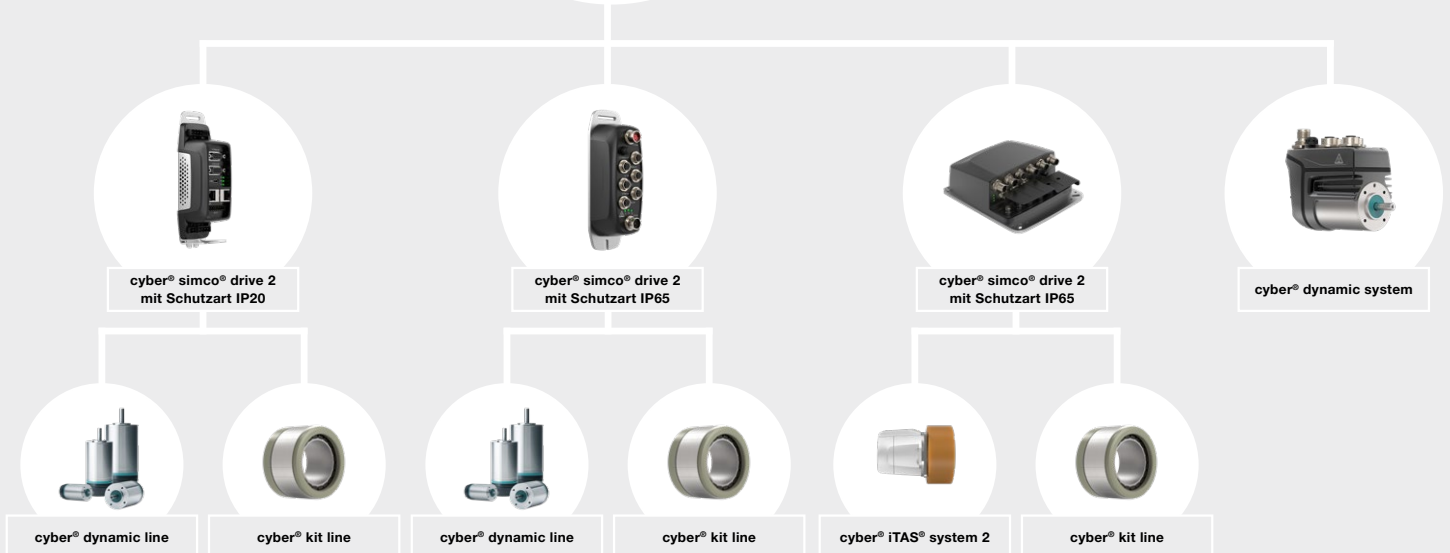 cyber® simco® drive 2
mit Schutzart IP20
cyber® simco® drive 2
mit Schutzart IP65
cyber® simco® drive 2
mit Schutzart IP65
cyber® dynamic system
cyber® dynamic line
cyber® kit line
cyber® dynamic line
cyber® kit line
cyber® iTAS® system 2
cyber® kit line